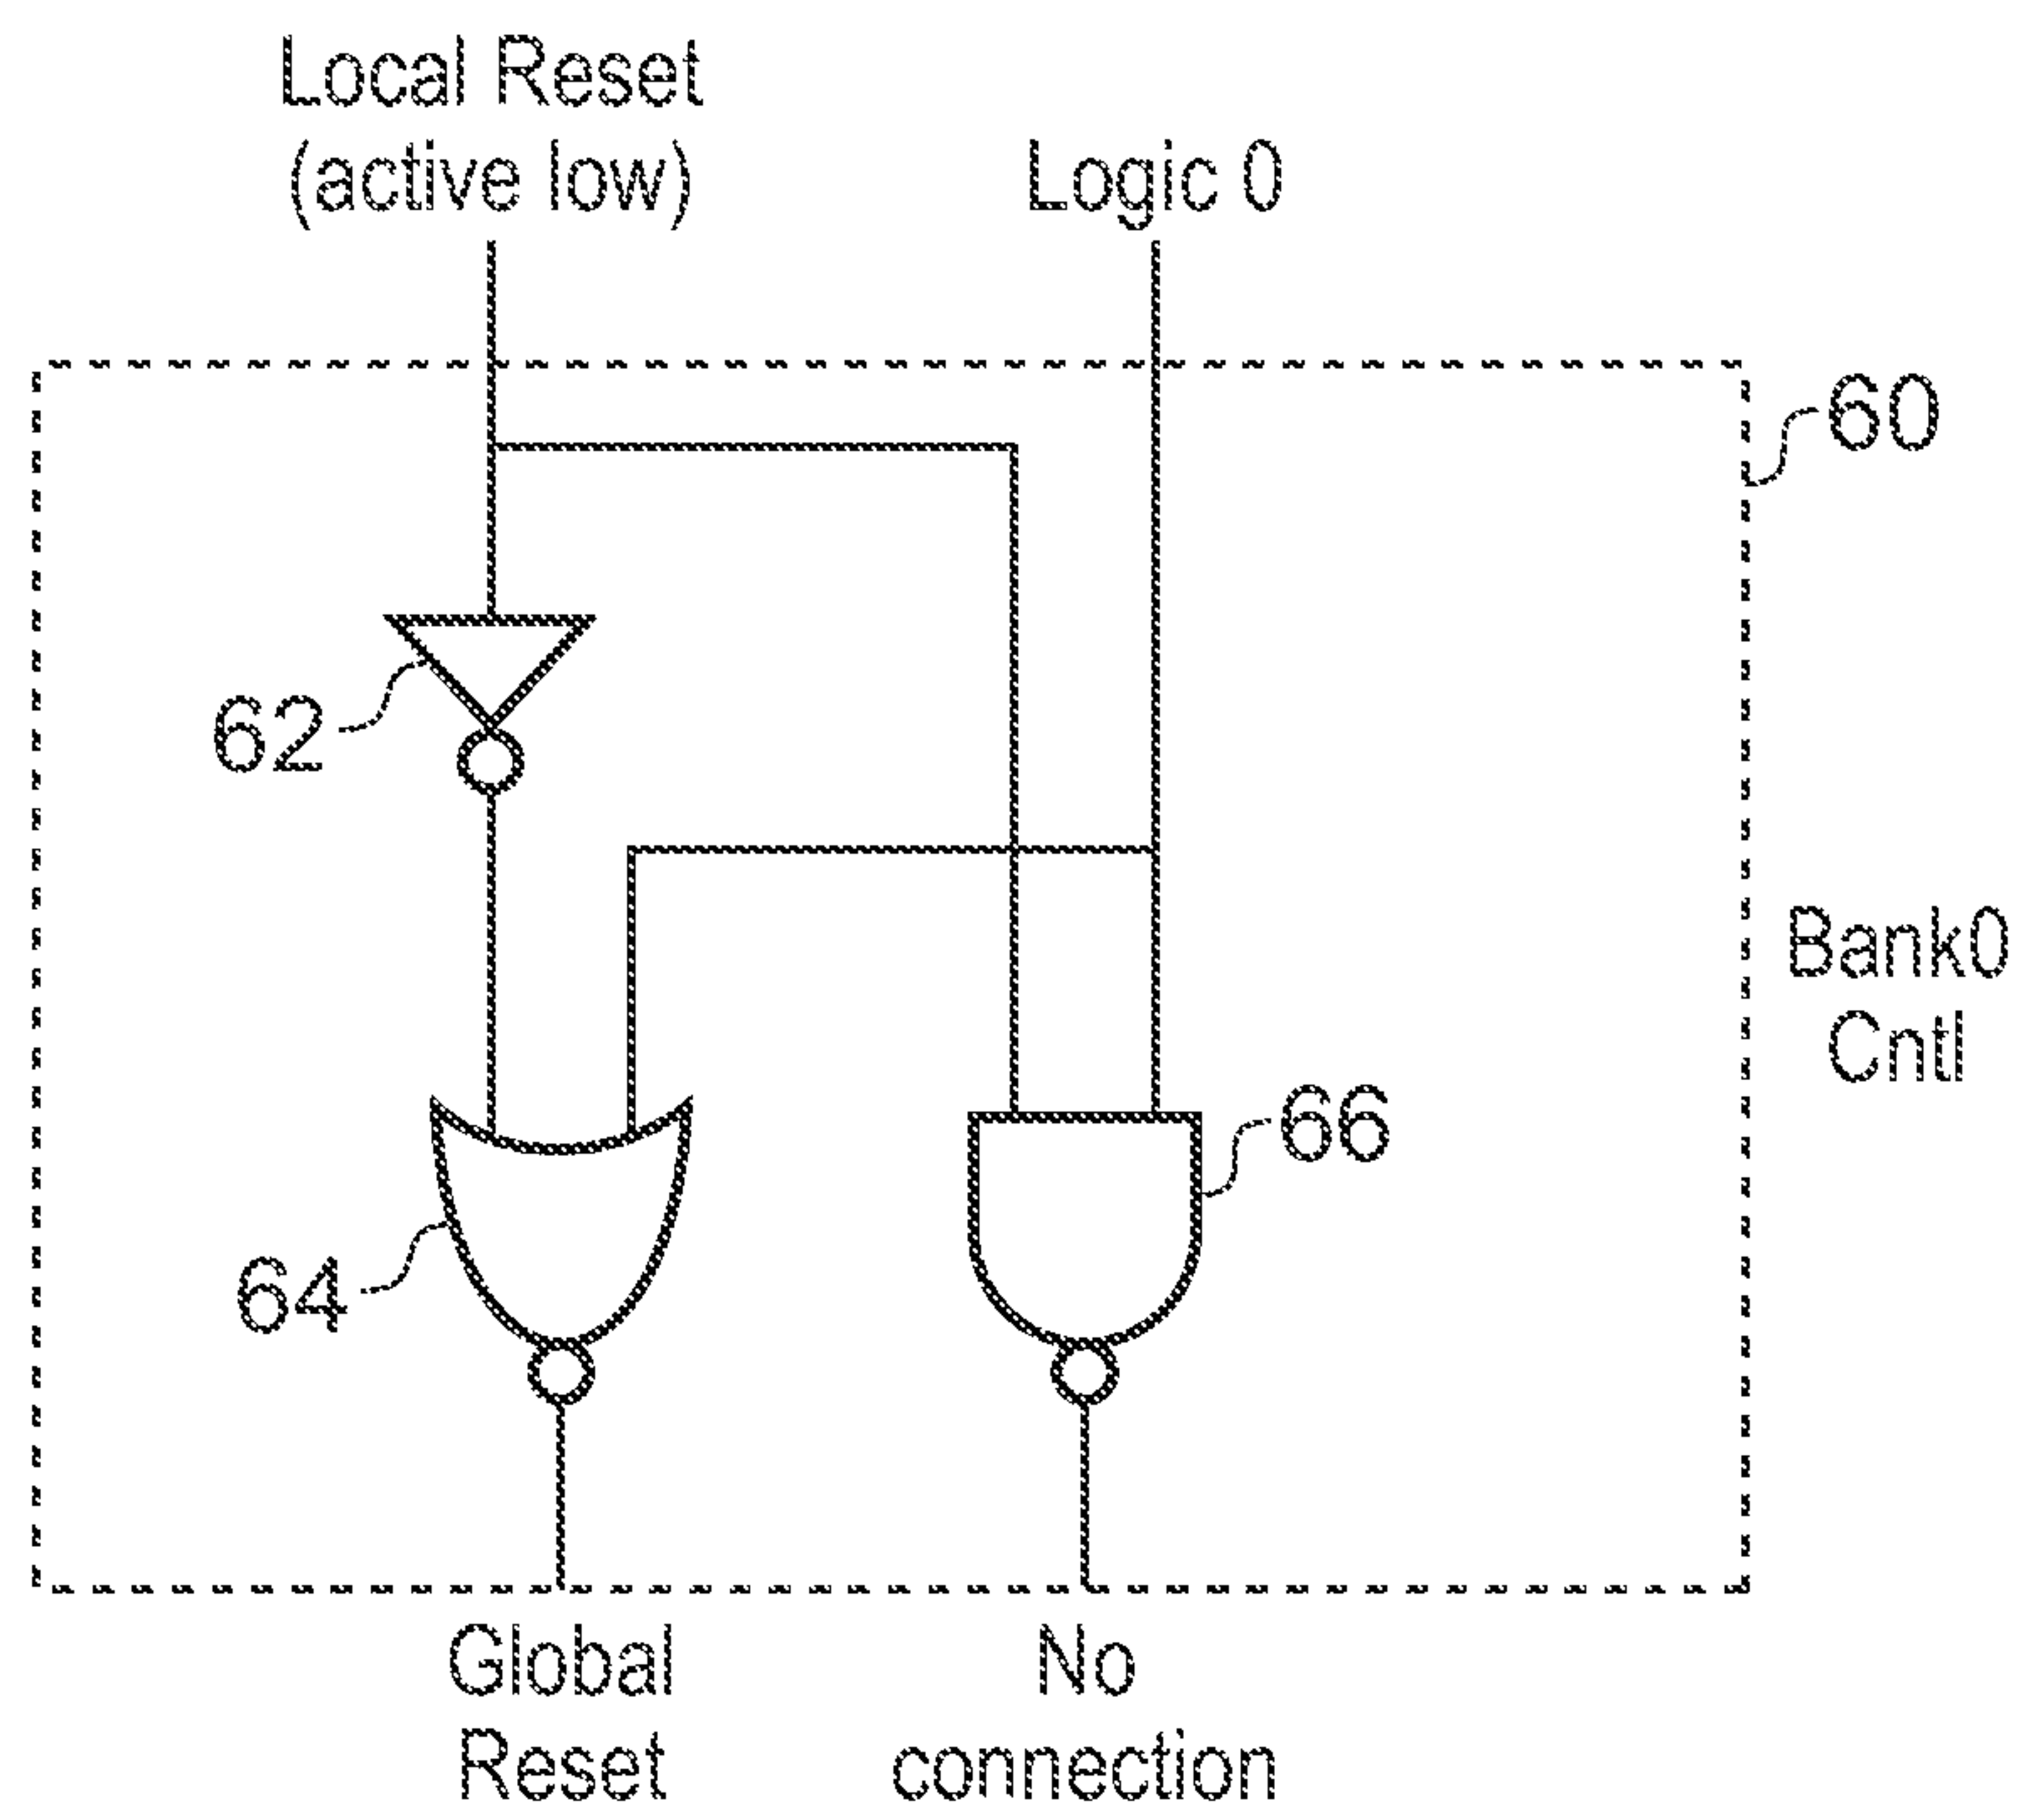 Local Reset
(active low)
Logic 0
60
62
Bank0
Cntl
66
64
Global
Reset
No
connection